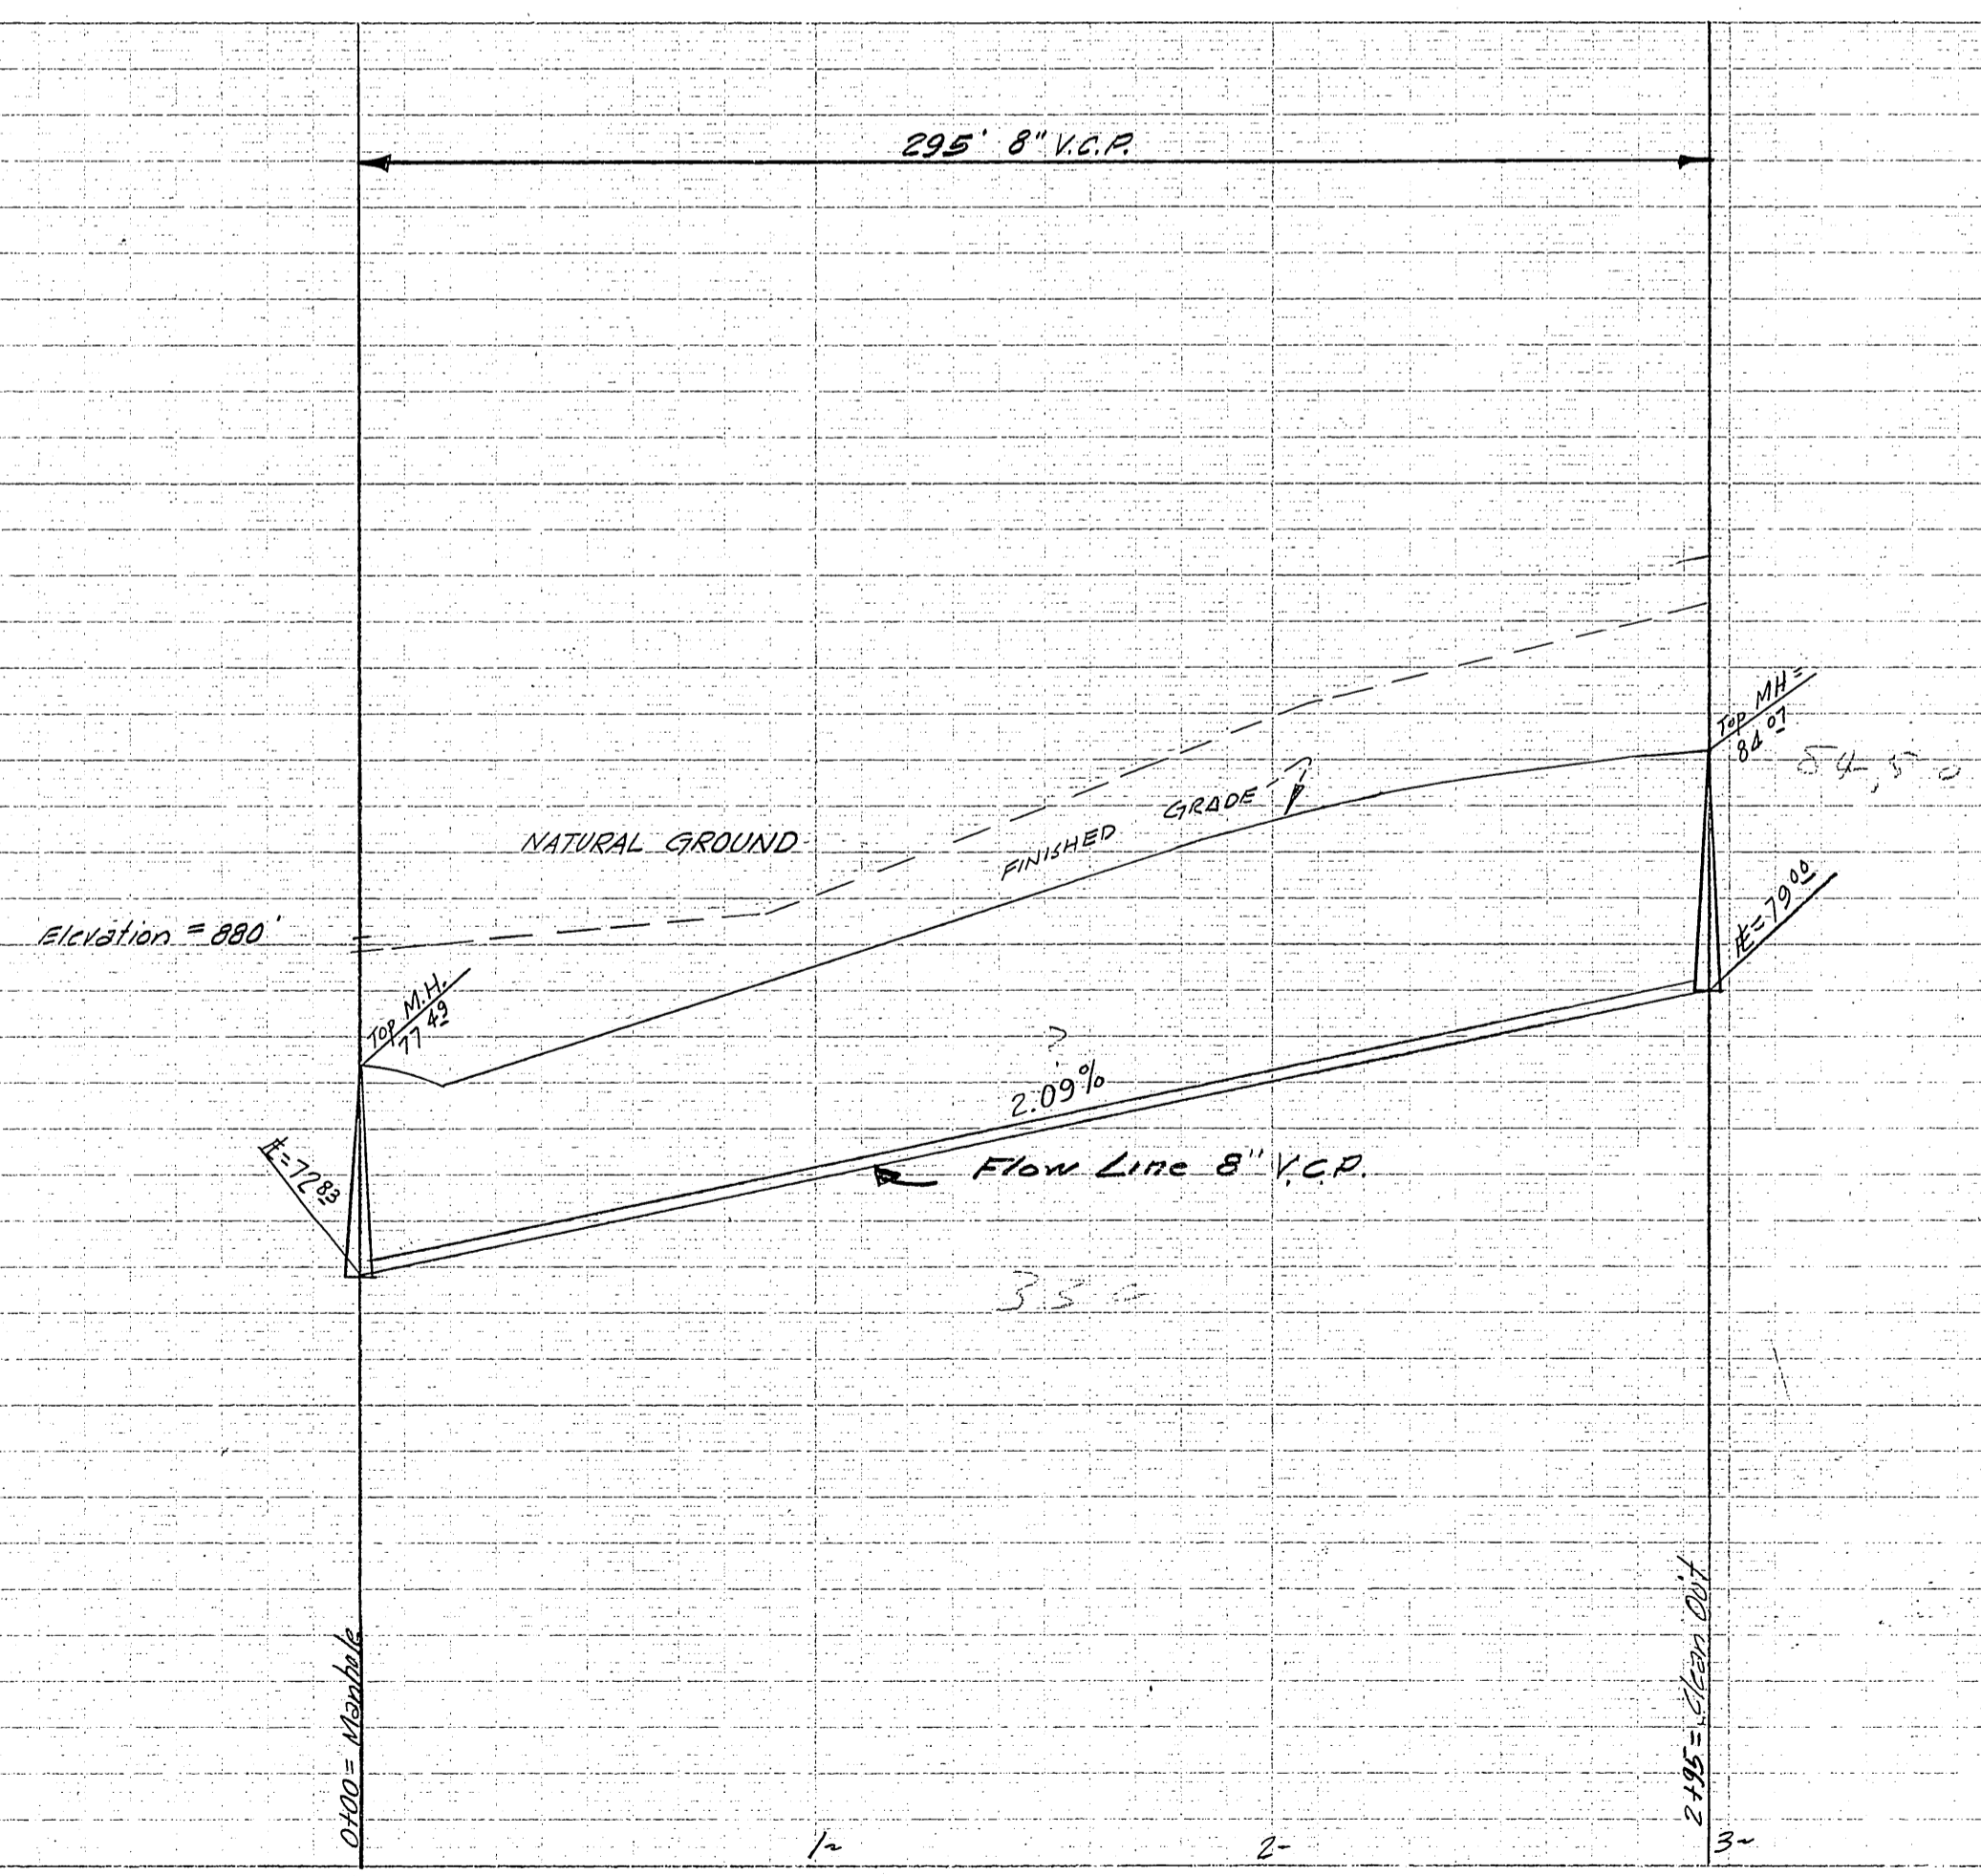 295' 8" V.C.P.
Top MH =
84 07
NATURAL GROUND
FINISHED GRADE
Elevation = 880'
Top M.H.
77 49
℄=79 00
2.09%
?
Flow Line 8" V.C.P.
℄=72 83
0+00 = Manhole
2+95 = Clean Out
1~
2-
3~